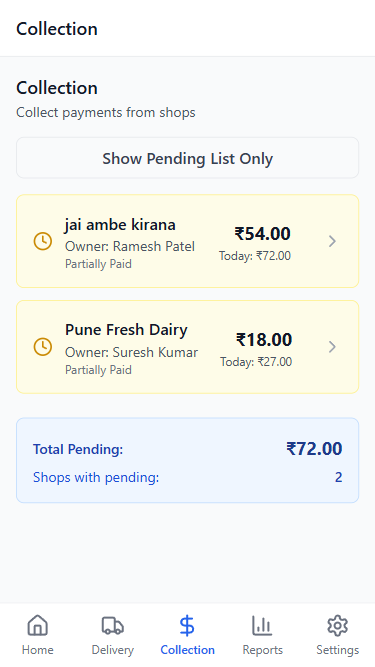 Collection
Collection
Collect payments from shops
Show Pending List Only
jai ambe kirana
Owner: Ramesh Patel
Partially Paid
₹54.00
Today: ₹72.00
Pune Fresh Dairy
Owner: Suresh Kumar
Partially Paid
₹18.00
Today: ₹27.00
Total Pending: ₹72.00
Shops with pending: 2
Home Delivery Collection Reports Settings